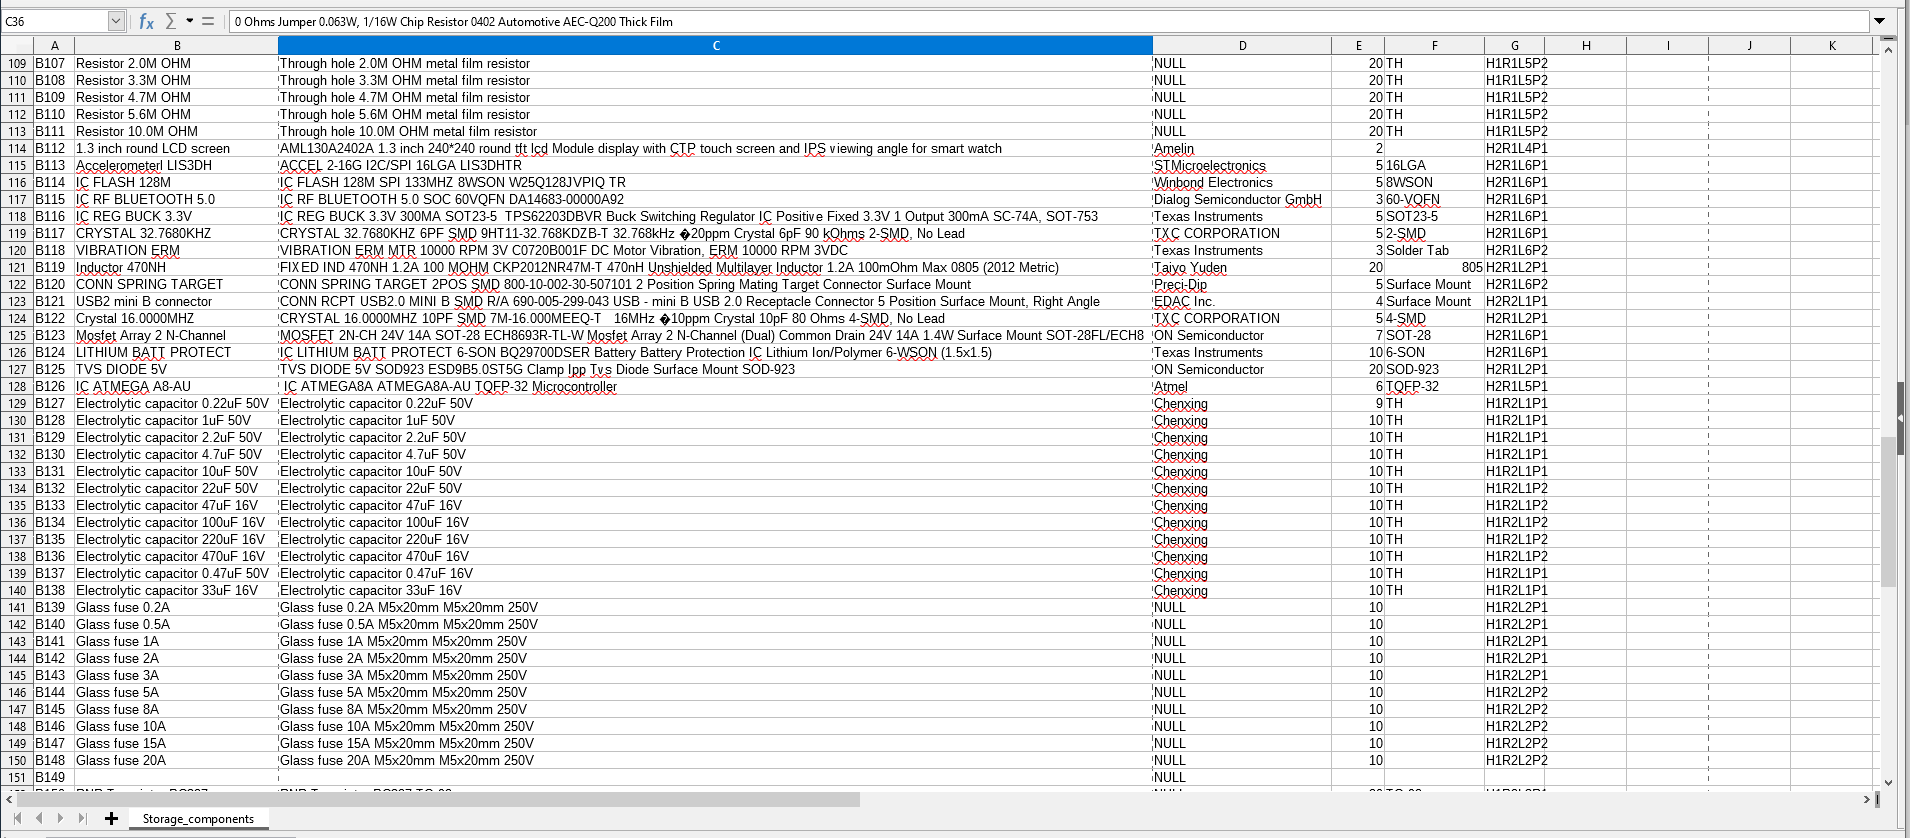 C36 fx Σ = 0 Ohms Jumper 0.063W, 1/16W Chip Resistor 0402 Automotive AEC-Q200 Thick Film
A B C D E F G H I J K
109 B107 Resistor 2.0M OHM Through hole 2.0M OHM metal film resistor NULL 20 TH H1R1L5P2
110 B108 Resistor 3.3M OHM Through hole 3.3M OHM metal film resistor NULL 20 TH H1R1L5P2
111 B109 Resistor 4.7M OHM Through hole 4.7M OHM metal film resistor NULL 20 TH H1R1L5P2
112 B110 Resistor 5.6M OHM Through hole 5.6M OHM metal film resistor NULL 20 TH H1R1L5P2
113 B111 Resistor 10.0M OHM Through hole 10.0M OHM metal film resistor NULL 20 TH H1R1L5P2
114 B112 1.3 inch round LCD screen AML130A2402A 1.3 inch 240*240 round tft lcd Module display with CTP touch screen and IPS viewing angle for smart watch Amelin 2 H2R1L4P1
115 B113 Accelerometerl LIS3DH ACCEL 2-16G I2C/SPI 16LGA LIS3DHTR STMicroelectronics 5 16LGA H2R1L6P1
116 B114 IC FLASH 128M IC FLASH 128M SPI 133MHZ 8WSON W25Q128JVPIQ TR Winbond Electronics 5 8WSON H2R1L6P1
117 B115 IC RF BLUETOOTH 5.0 IC RF BLUETOOTH 5.0 SOC 60VQFN DA14683-00000A92 Dialog Semiconductor GmbH 3 60-VQFN H2R1L6P1
118 B116 IC REG BUCK 3.3V IC REG BUCK 3.3V 300MA SOT23-5 TPS62203DBVR Buck Switching Regulator IC Positive Fixed 3.3V 1 Output 300mA SC-74A, SOT-753 Texas Instruments 5 SOT23-5 H2R1L6P1
119 B117 CRYSTAL 32.7680KHZ CRYSTAL 32.7680KHZ 6PF SMD 9HT11-32.768KDZB-T 32.768kHz �20ppm Crystal 6pF 90 kOhms 2-SMD, No Lead TXC CORPORATION 5 2-SMD H2R1L6P1
120 B118 VIBRATION ERM VIBRATION ERM MTR 10000 RPM 3V C0720B001F DC Motor Vibration, ERM 10000 RPM 3VDC Texas Instruments 3 Solder Tab H2R1L6P2
121 B119 Inductor 470NH FIXED IND 470NH 1.2A 100 MOHM CKP2012NR47M-T 470nH Unshielded Multilayer Inductor 1.2A 100mOhm Max 0805 (2012 Metric) Taiyo Yuden 20 805 H2R1L2P1
122 B120 CONN SPRING TARGET CONN SPRING TARGET 2POS SMD 800-10-002-30-507101 2 Position Spring Mating Target Connector Surface Mount Preci-Dip 5 Surface Mount H2R1L6P2
123 B121 USB2 mini B connector CONN RCPT USB2.0 MINI B SMD R/A 690-005-299-043 USB - mini B USB 2.0 Receptacle Connector 5 Position Surface Mount, Right Angle EDAC Inc. 4 Surface Mount H2R2L1P1
124 B122 Crystal 16.0000MHZ CRYSTAL 16.0000MHZ 10PF SMD 7M-16.000MEEQ-T 16MHz �10ppm Crystal 10pF 80 Ohms 4-SMD, No Lead TXC CORPORATION 5 4-SMD H2R1L2P1
125 B123 Mosfet Array 2 N-Channel MOSFET 2N-CH 24V 14A SOT-28 ECH8693R-TL-W Mosfet Array 2 N-Channel (Dual) Common Drain 24V 14A 1.4W Surface Mount SOT-28FL/ECH8 ON Semiconductor 7 SOT-28 H2R1L6P1
126 B124 LITHIUM BATT PROTECT IC LITHIUM BATT PROTECT 6-SON BQ29700DSER Battery Battery Protection IC Lithium Ion/Polymer 6-WSON (1.5x1.5) Texas Instruments 10 6-SON H2R1L6P1
127 B125 TVS DIODE 5V TVS DIODE 5V SOD923 ESD9B5.0ST5G Clamp Ipp Tvs Diode Surface Mount SOD-923 ON Semiconductor 20 SOD-923 H2R1L2P1
128 B126 IC ATMEGA A8-AU IC ATMEGA8A ATMEGA8A-AU TQFP-32 Microcontroller Atmel 6 TQFP-32 H2R1L5P1
129 B127 Electrolytic capacitor 0.22uF 50V Electrolytic capacitor 0.22uF 50V Chenxing 9 TH H1R2L1P1
130 B128 Electrolytic capacitor 1uF 50V Electrolytic capacitor 1uF 50V Chenxing 10 TH H1R2L1P1
131 B129 Electrolytic capacitor 2.2uF 50V Electrolytic capacitor 2.2uF 50V Chenxing 10 TH H1R2L1P1
132 B130 Electrolytic capacitor 4.7uF 50V Electrolytic capacitor 4.7uF 50V Chenxing 10 TH H1R2L1P1
133 B131 Electrolytic capacitor 10uF 50V Electrolytic capacitor 10uF 50V Chenxing 10 TH H1R2L1P1
134 B132 Electrolytic capacitor 22uF 50V Electrolytic capacitor 22uF 50V Chenxing 10 TH H1R2L1P2
135 B133 Electrolytic capacitor 47uF 16V Electrolytic capacitor 47uF 16V Chenxing 10 TH H1R2L1P2
136 B134 Electrolytic capacitor 100uF 16V Electrolytic capacitor 100uF 16V Chenxing 10 TH H1R2L1P2
137 B135 Electrolytic capacitor 220uF 16V Electrolytic capacitor 220uF 16V Chenxing 10 TH H1R2L1P2
138 B136 Electrolytic capacitor 470uF 16V Electrolytic capacitor 470uF 16V Chenxing 10 TH H1R2L1P2
139 B137 Electrolytic capacitor 0.47uF 50V Electrolytic capacitor 0.47uF 16V Chenxing 10 TH H1R2L1P1
140 B138 Electrolytic capacitor 33uF 16V Electrolytic capacitor 33uF 16V Chenxing 10 TH H1R2L1P1
141 B139 Glass fuse 0.2A Glass fuse 0.2A M5x20mm M5x20mm 250V NULL 10 H1R2L2P1
142 B140 Glass fuse 0.5A Glass fuse 0.5A M5x20mm M5x20mm 250V NULL 10 H1R2L2P1
143 B141 Glass fuse 1A Glass fuse 1A M5x20mm M5x20mm 250V NULL 10 H1R2L2P1
144 B142 Glass fuse 2A Glass fuse 2A M5x20mm M5x20mm 250V NULL 10 H1R2L2P1
145 B143 Glass fuse 3A Glass fuse 3A M5x20mm M5x20mm 250V NULL 10 H1R2L2P1
146 B144 Glass fuse 5A Glass fuse 5A M5x20mm M5x20mm 250V NULL 10 H1R2L2P2
147 B145 Glass fuse 8A Glass fuse 8A M5x20mm M5x20mm 250V NULL 10 H1R2L2P2
148 B146 Glass fuse 10A Glass fuse 10A M5x20mm M5x20mm 250V NULL 10 H1R2L2P2
149 B147 Glass fuse 15A Glass fuse 15A M5x20mm M5x20mm 250V NULL 10 H1R2L2P2
150 B148 Glass fuse 20A Glass fuse 20A M5x20mm M5x20mm 250V NULL 10 H1R2L2P2
151 B149 NULL
Storage_components